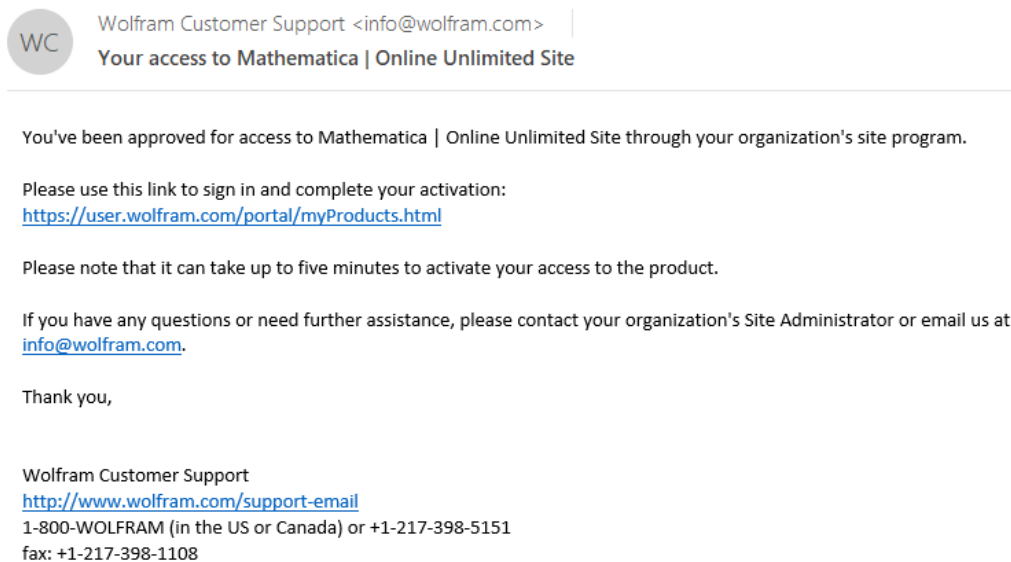 WC
Wolfram Customer Support <info@wolfram.com>
Your access to Mathematica | Online Unlimited Site
You've been approved for access to Mathematica | Online Unlimited Site through your organization's site program.
Please use this link to sign in and complete your activation:
https://user.wolfram.com/portal/myProducts.html
Please note that it can take up to five minutes to activate your access to the product.
If you have any questions or need further assistance, please contact your organization's Site Administrator or email us at
info@wolfram.com.
Thank you,
Wolfram Customer Support
http://www.wolfram.com/support-email
1-800-WOLFRAM (in the US or Canada) or +1-217-398-5151
fax: +1-217-398-1108